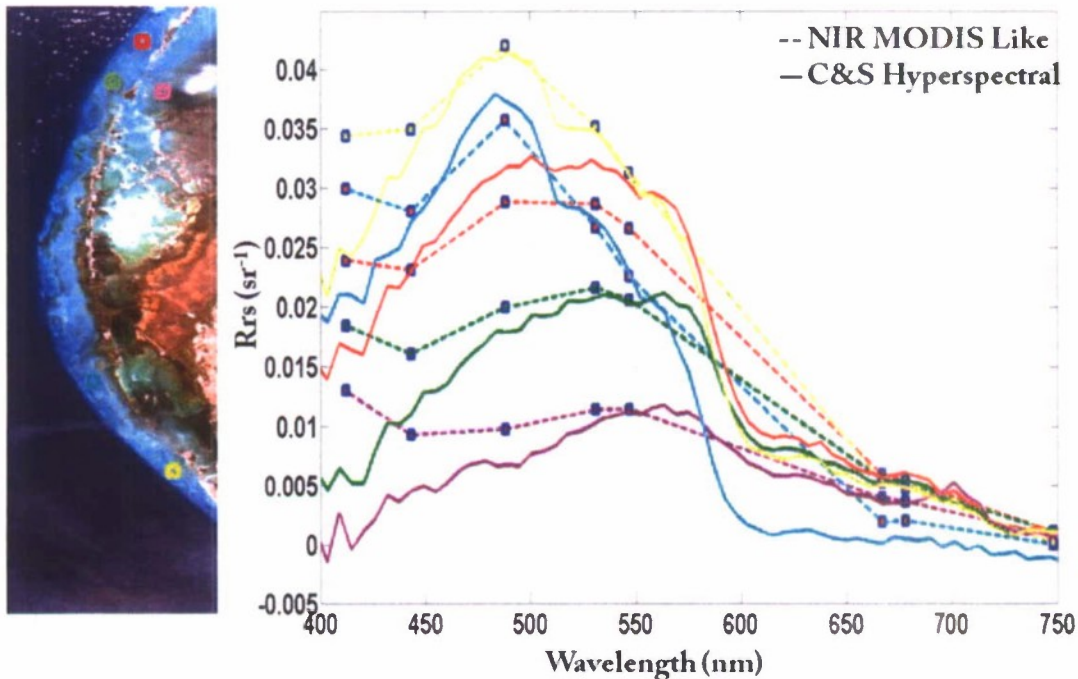 -- NIR MODIS Like
— C&S Hyperspectral
Rrs (sr⁻¹)
0.04
0.035
0.03
0.025
0.02
0.015
0.01
0.005
0
-0.005
400 450 500 550 600 650 700 750
Wavelength (nm)